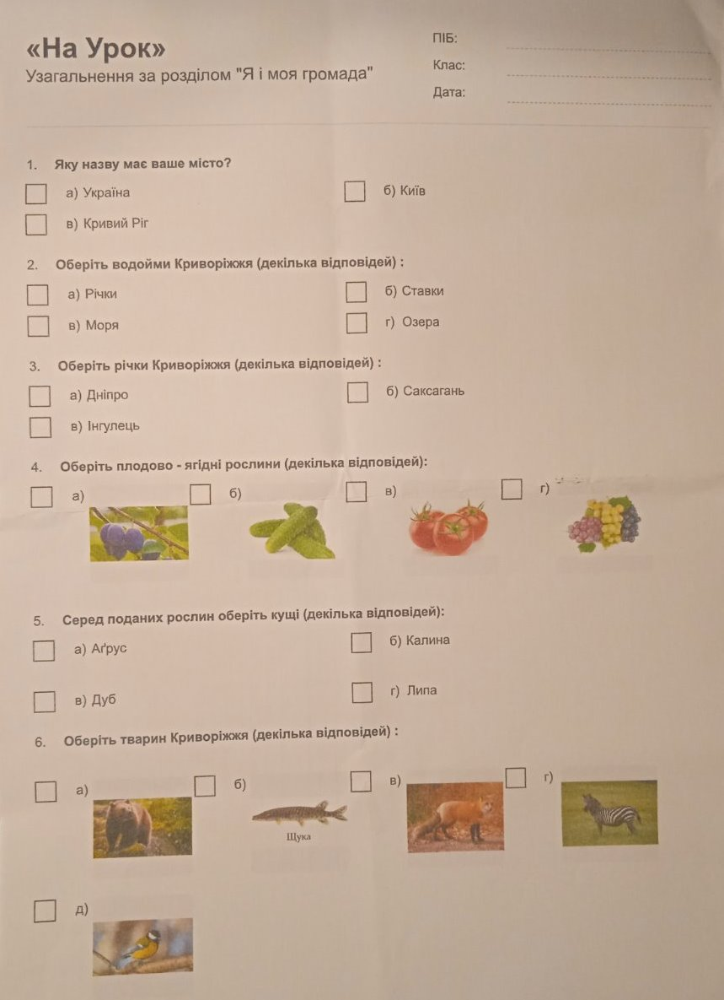 «На Урок»
Узагальнення за розділом "Я і моя громада"
ПІБ:
Клас:
Дата:
1. Яку назву має ваше місто?
а) Україна
б) Київ
в) Кривий Ріг
2. Оберіть водойми Криворіжжя (декілька відповідей) :
а) Річки
б) Ставки
в) Моря
г) Озера
3. Оберіть річки Криворіжжя (декілька відповідей) :
а) Дніпро
б) Саксагань
в) Інгулець
4. Оберіть плодово - ягідні рослини (декілька відповідей):
а)
б)
в)
г)
5. Серед поданих рослин оберіть кущі (декілька відповідей):
а) Аґрус
б) Калина
в) Дуб
г) Липа
6. Оберіть тварин Криворіжжя (декілька відповідей) :
а)
б)
в)
г)
Щука
д)